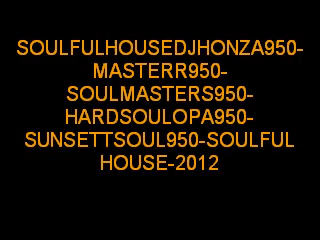 SOULFULHOUSEDJHONZA950-
MASTERR950-
SOULMASTERS950-
HARDSOULOPA950-
SUNSETTSOUL950-SOULFUL
HOUSE-2012